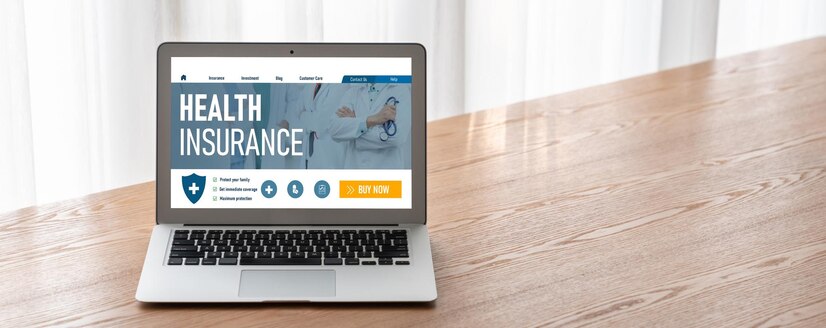 Insurance Investment Blog Customer Care Contact Us Help
HEALTH
INSURANCE
Protect your family
Get immediate coverage
Maximum protection
BUY NOW